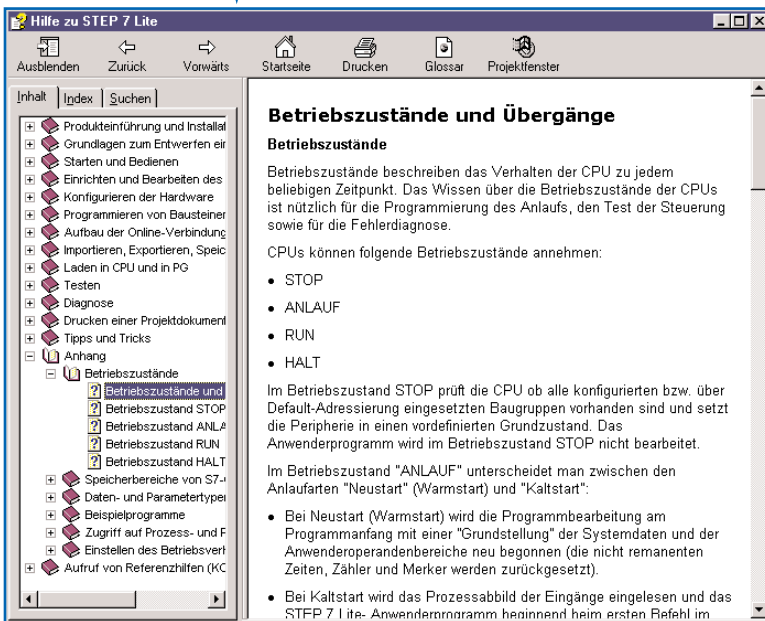 Hilfe zu STEP 7 Lite
Ausblenden Zurück Vorwärts Startseite Drucken Glossar Projektfenster
Inhalt Index Suchen
Produkteinführung und Installat
Grundlagen zum Entwerfen eir
Starten und Bedienen
Einrichten und Bearbeiten des
Konfigurieren der Hardware
Programmieren von Bausteiner
Aufbau der Online-Verbindung
Importieren, Exportieren, Speic
Laden in CPU und in PG
Testen
Diagnose
Drucken einer Projektdokument
Tipps und Tricks
Anhang
Betriebszustände
Betriebszustände und
Betriebszustand STOP
Betriebszustand ANLA
Betriebszustand RUN
Betriebszustand HALT
Speicherbereiche von S7-
Daten- und Parametertyper
Beispielprogramme
Zugriff auf Prozess- und F
Einstellen des Betriebsverh
Aufruf von Referenzhilfen (KO
Betriebszustände und Übergänge
Betriebszustände
Betriebszustände beschreiben das Verhalten der CPU zu jedem
beliebigen Zeitpunkt. Das Wissen über die Betriebszustände der CPUs
ist nützlich für die Programmierung des Anlaufs, den Test der Steuerung
sowie für die Fehlerdiagnose.
CPUs können folgende Betriebszustände annehmen:
• STOP
• ANLAUF
• RUN
• HALT
Im Betriebszustand STOP prüft die CPU ob alle konfigurierten bzw. über
Default-Adressierung eingesetzten Baugruppen vorhanden sind und setzt
die Peripherie in einen vordefinierten Grundzustand. Das
Anwenderprogramm wird im Betriebszustand STOP nicht bearbeitet.
Im Betriebszustand "ANLAUF" unterscheidet man zwischen den
Anlaufarten "Neustart" (Warmstart) und "Kaltstart":
• Bei Neustart (Warmstart) wird die Programmbearbeitung am
Programmanfang mit einer "Grundstellung" der Systemdaten und der
Anwenderoperandenbereiche neu begonnen (die nicht remanenten
Zeiten, Zähler und Merker werden zurückgesetzt).
• Bei Kaltstart wird das Prozessabbild der Eingänge eingelesen und das
STEP 7 Lite- Anwenderprogramm beginnend beim ersten Befehl im